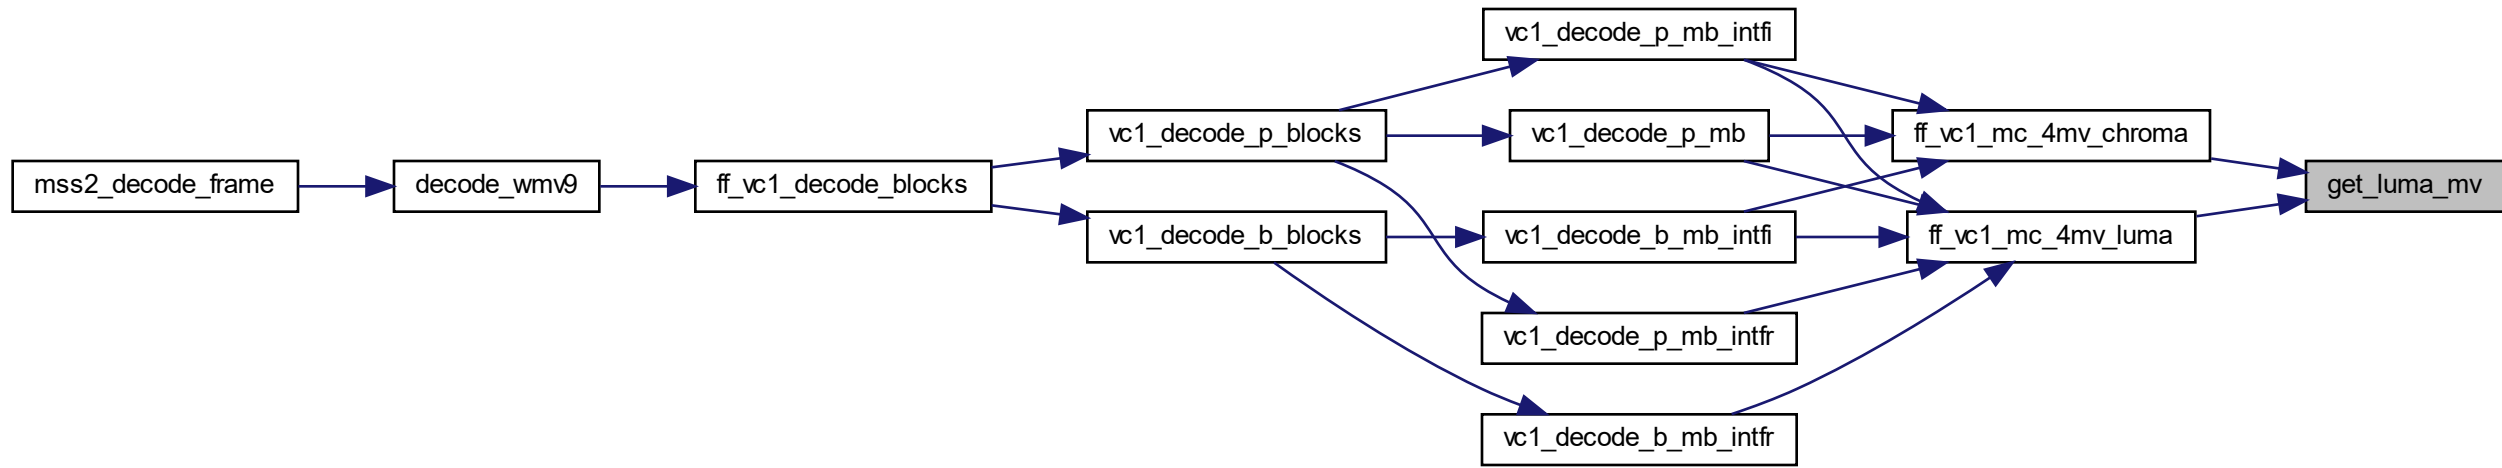 vc1_decode_p_mb_intfi
vc1_decode_p_blocks
vc1_decode_p_mb
ff_vc1_mc_4mv_chroma
mss2_decode_frame
decode_wmv9
ff_vc1_decode_blocks
get_luma_mv
vc1_decode_b_blocks
vc1_decode_b_mb_intfi
ff_vc1_mc_4mv_luma
vc1_decode_p_mb_intfr
vc1_decode_b_mb_intfr